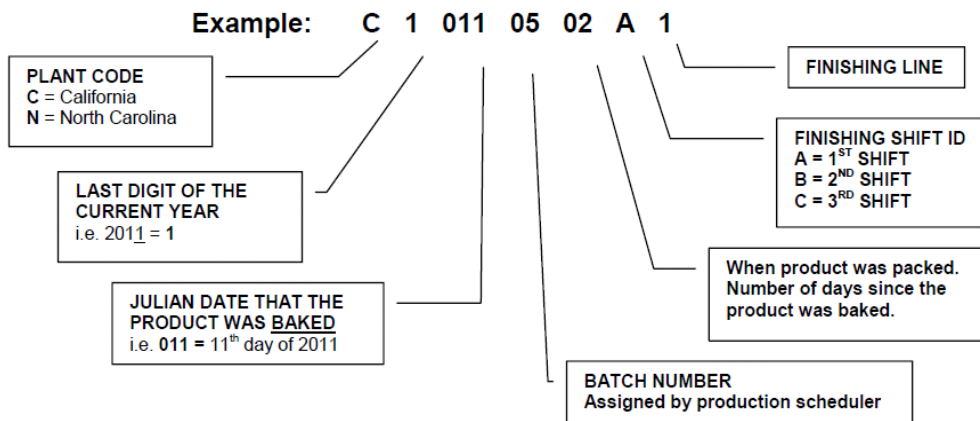 Example: C 1 011 05 02 A 1
PLANT CODE
C = California
N = North Carolina
FINISHING LINE
FINISHING SHIFT ID
A = 1ST SHIFT
B = 2ND SHIFT
C = 3RD SHIFT
LAST DIGIT OF THE
CURRENT YEAR
i.e. 2011 = 1
When product was packed.
Number of days since the
product was baked.
JULIAN DATE THAT THE
PRODUCT WAS BAKED
i.e. 011 = 11th day of 2011
BATCH NUMBER
Assigned by production scheduler